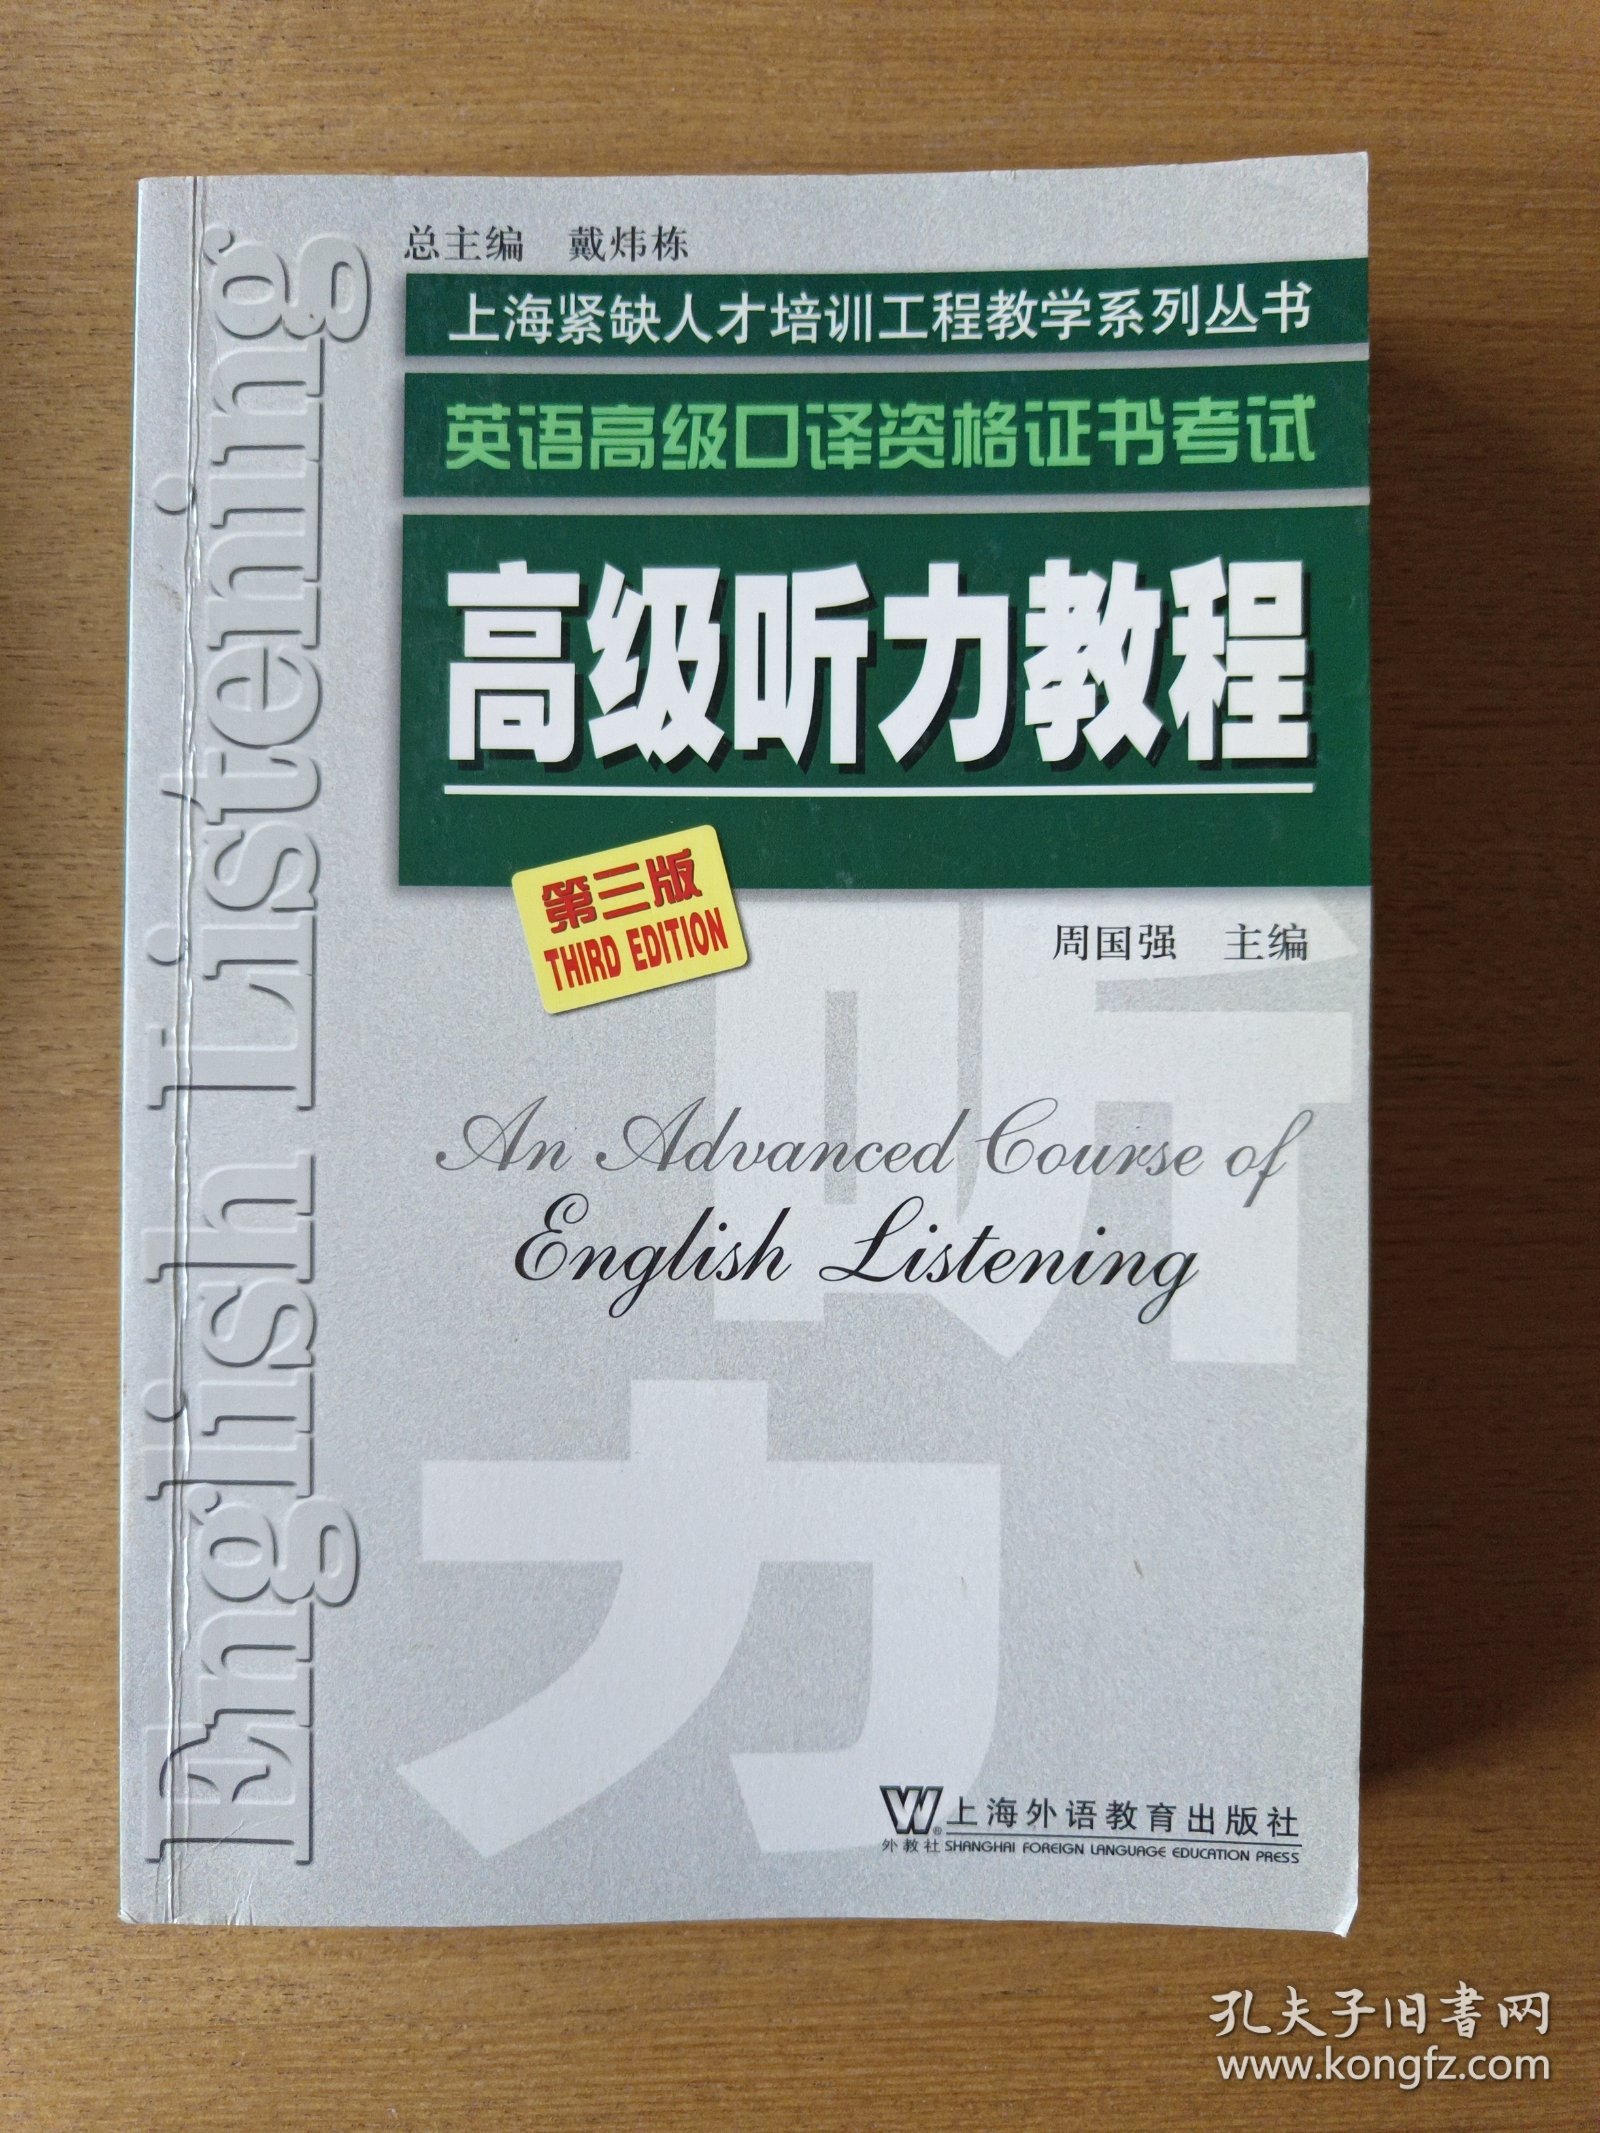 总主编 戴炜栋
上海紧缺人才培训工程教学系列丛书
英语高级口译资格证书考试
高级听力教程
第三版
THIRD EDITION
周国强 主编
An Advanced Course of
English Listening
English Listening
听
力
上海外语教育出版社
外教社 SHANGHAI FOREIGN LANGUAGE EDUCATION PRESS
孔夫子旧书网
www.kongfz.com